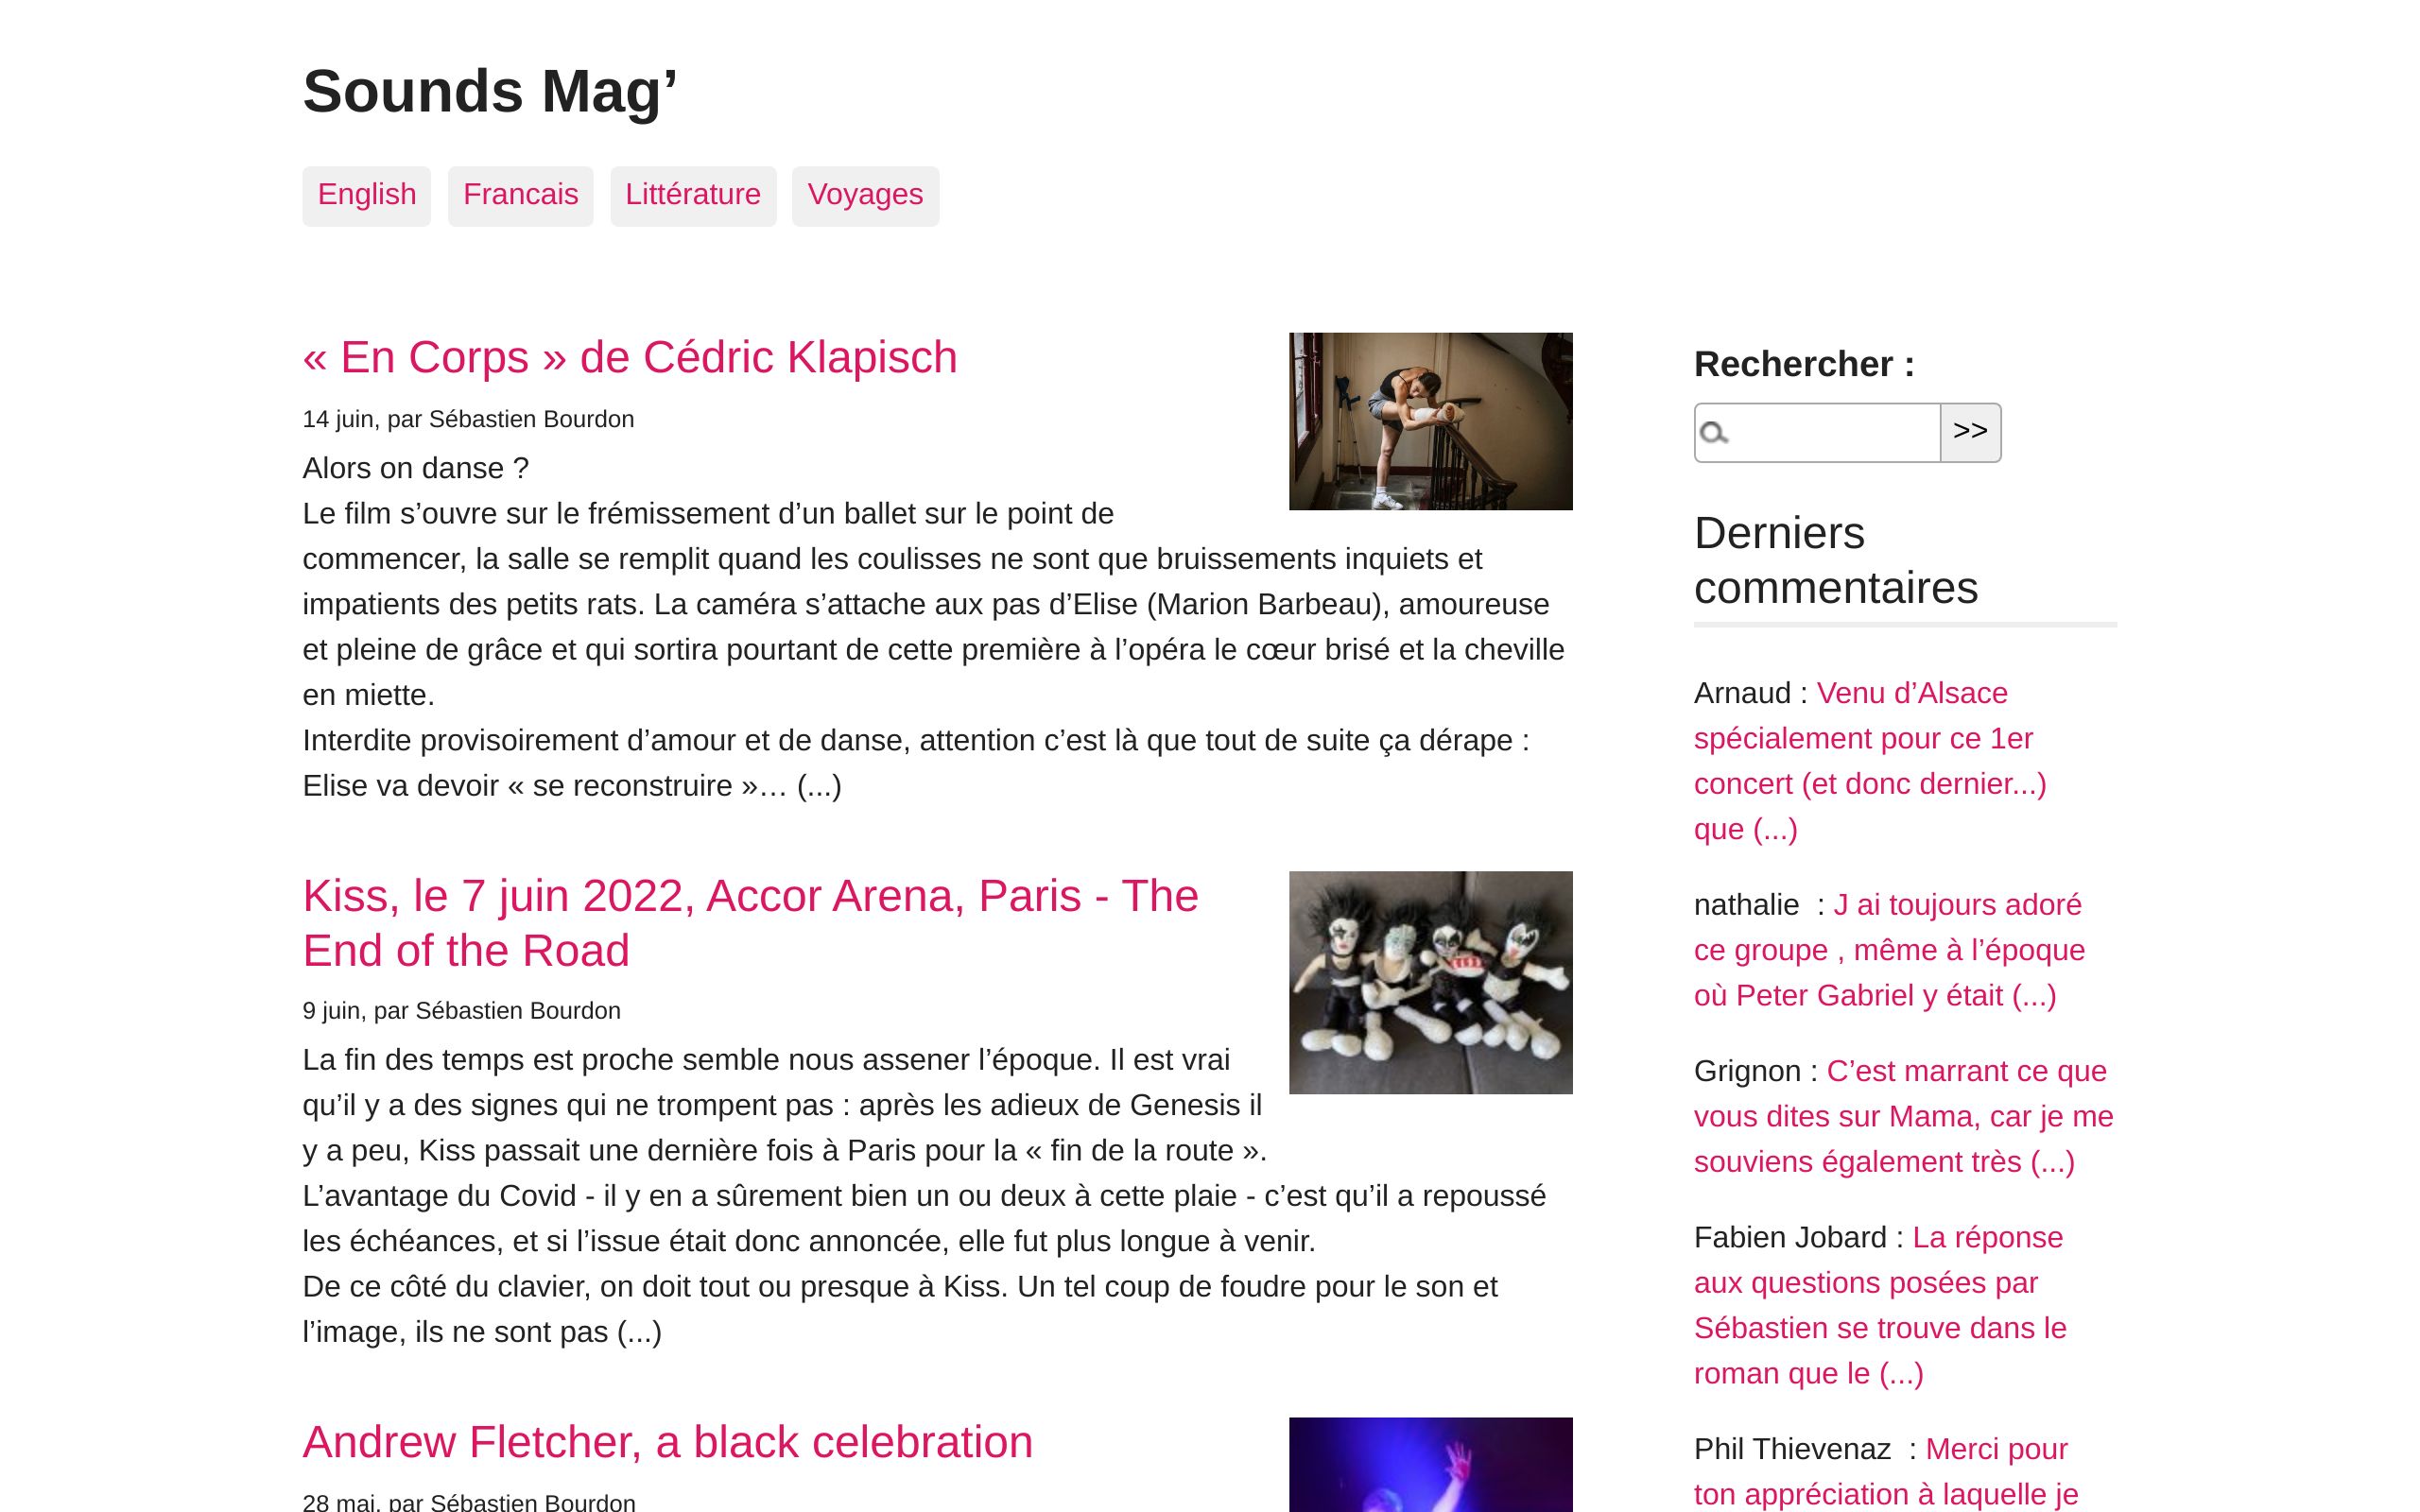 Sounds Mag’
English
Francais
Littérature
Voyages
« En Corps » de Cédric Klapisch
14 juin, par Sébastien Bourdon
Alors on danse ?
Le film s’ouvre sur le frémissement d’un ballet sur le point de
commencer, la salle se remplit quand les coulisses ne sont que bruissements inquiets et
impatients des petits rats. La caméra s’attache aux pas d’Elise (Marion Barbeau), amoureuse
et pleine de grâce et qui sortira pourtant de cette première à l’opéra le cœur brisé et la cheville
en miette.
Interdite provisoirement d’amour et de danse, attention c’est là que tout de suite ça dérape :
Elise va devoir « se reconstruire »… (...)
Kiss, le 7 juin 2022, Accor Arena, Paris - The
End of the Road
9 juin, par Sébastien Bourdon
La fin des temps est proche semble nous assener l’époque. Il est vrai
qu’il y a des signes qui ne trompent pas : après les adieux de Genesis il
y a peu, Kiss passait une dernière fois à Paris pour la « fin de la route ».
L’avantage du Covid - il y en a sûrement bien un ou deux à cette plaie - c’est qu’il a repoussé
les échéances, et si l’issue était donc annoncée, elle fut plus longue à venir.
De ce côté du clavier, on doit tout ou presque à Kiss. Un tel coup de foudre pour le son et
l’image, ils ne sont pas (...)
Andrew Fletcher, a black celebration
28 mai, par Sébastien Bourdon
Rechercher :
>>
Derniers
commentaires
Arnaud : Venu d’Alsace
spécialement pour ce 1er
concert (et donc dernier...)
que (...)
nathalie  : J ai toujours adoré
ce groupe , même à l’époque
où Peter Gabriel y était (...)
Grignon : C’est marrant ce que
vous dites sur Mama, car je me
souviens également très (...)
Fabien Jobard : La réponse
aux questions posées par
Sébastien se trouve dans le
roman que le (...)
Phil Thievenaz  : Merci pour
ton appréciation à laquelle je